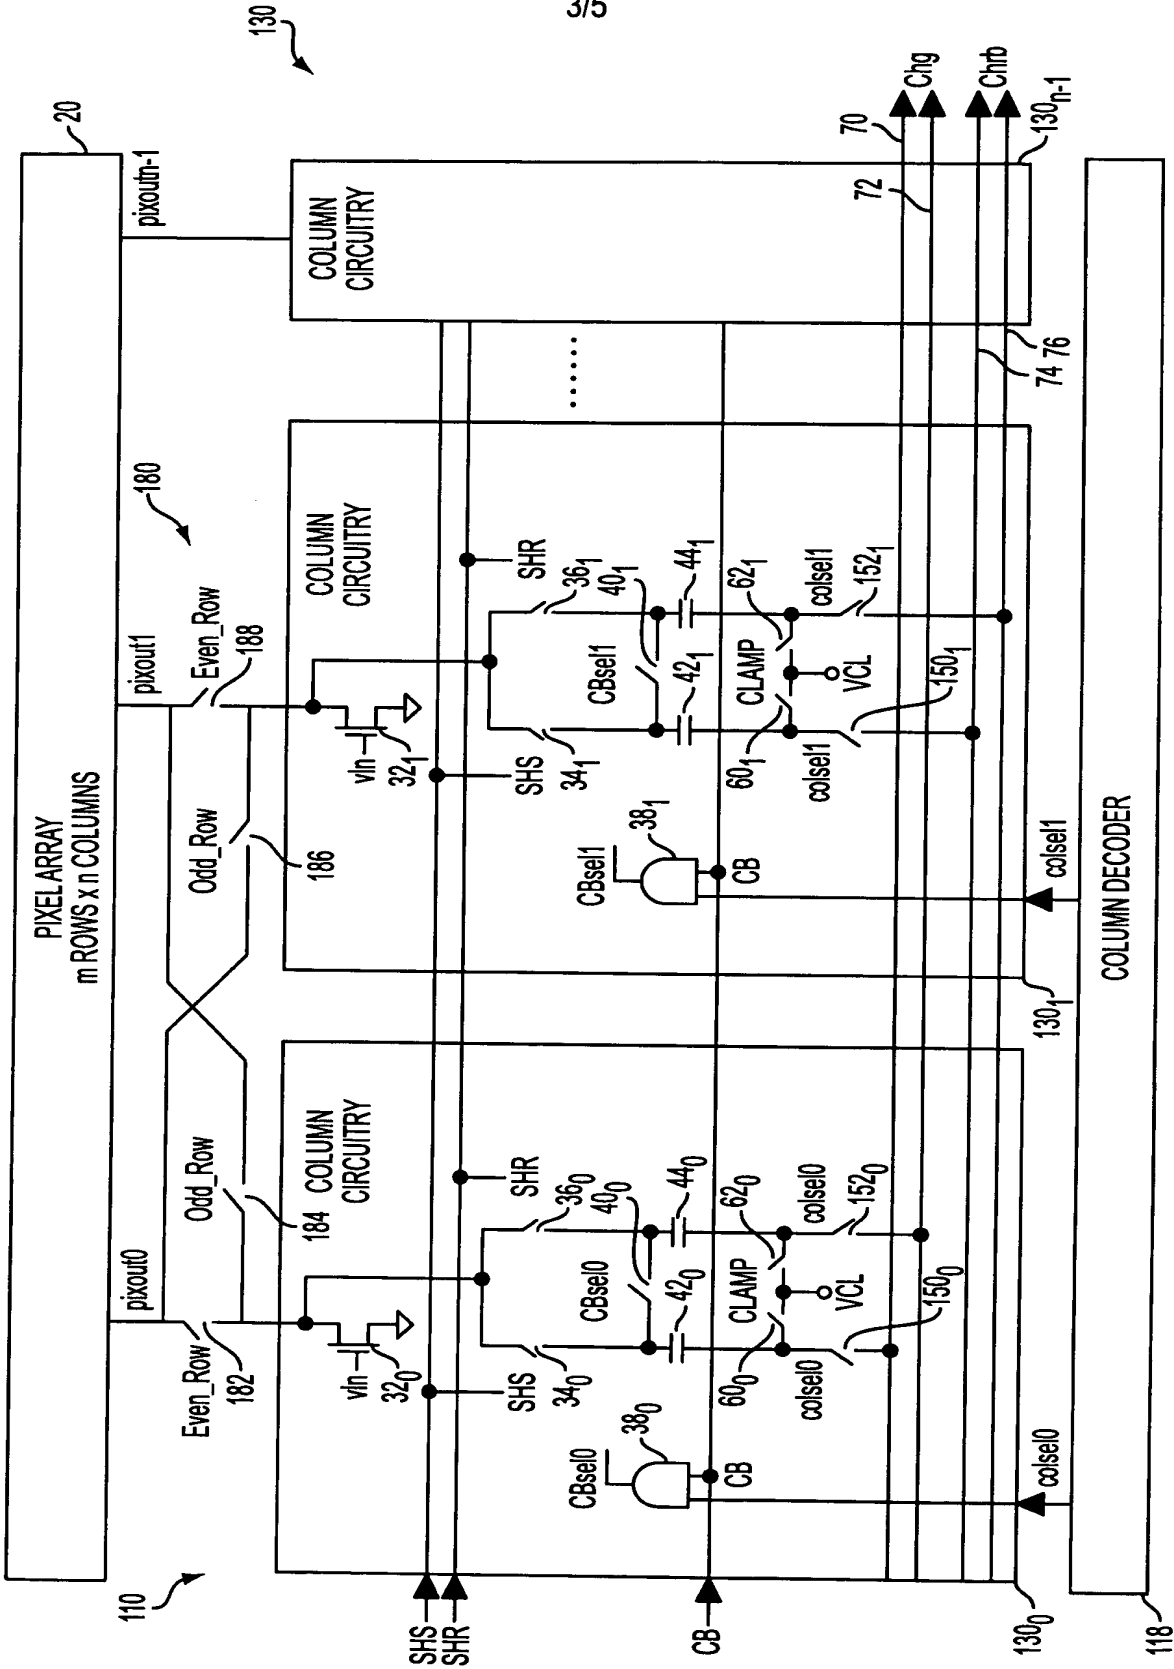 3/5
130
20
PIXEL ARRAY
m ROWS x n COLUMNS
110
180
pixout0
pixout1
pixoutn-1
Even_Row
182
Odd_Row
184
Odd_Row
186
Even_Row
188
COLUMN
CIRCUITRY
COLUMN
CIRCUITRY
COLUMN
CIRCUITRY
vln
32₀
vln
32₁
SHS
SHR
SHS
SHR
SHS
SHR
34₀
36₀
34₁
36₁
......
CBsel0
38₀
CBsel0
40₀
42₀
44₀
CBsel1
38₁
CBsel1
40₁
42₁
44₁
CB
CB
CB
60₀
CLAMP
62₀
VCL
60₁
CLAMP
62₁
VCL
colsel0
150₀
colsel0
152₀
colsel1
150₁
colsel1
152₁
70
72
Chg
74
76
Chrb
130₀
colsel0
130₁
colsel1
130n-1
COLUMN DECODER
118